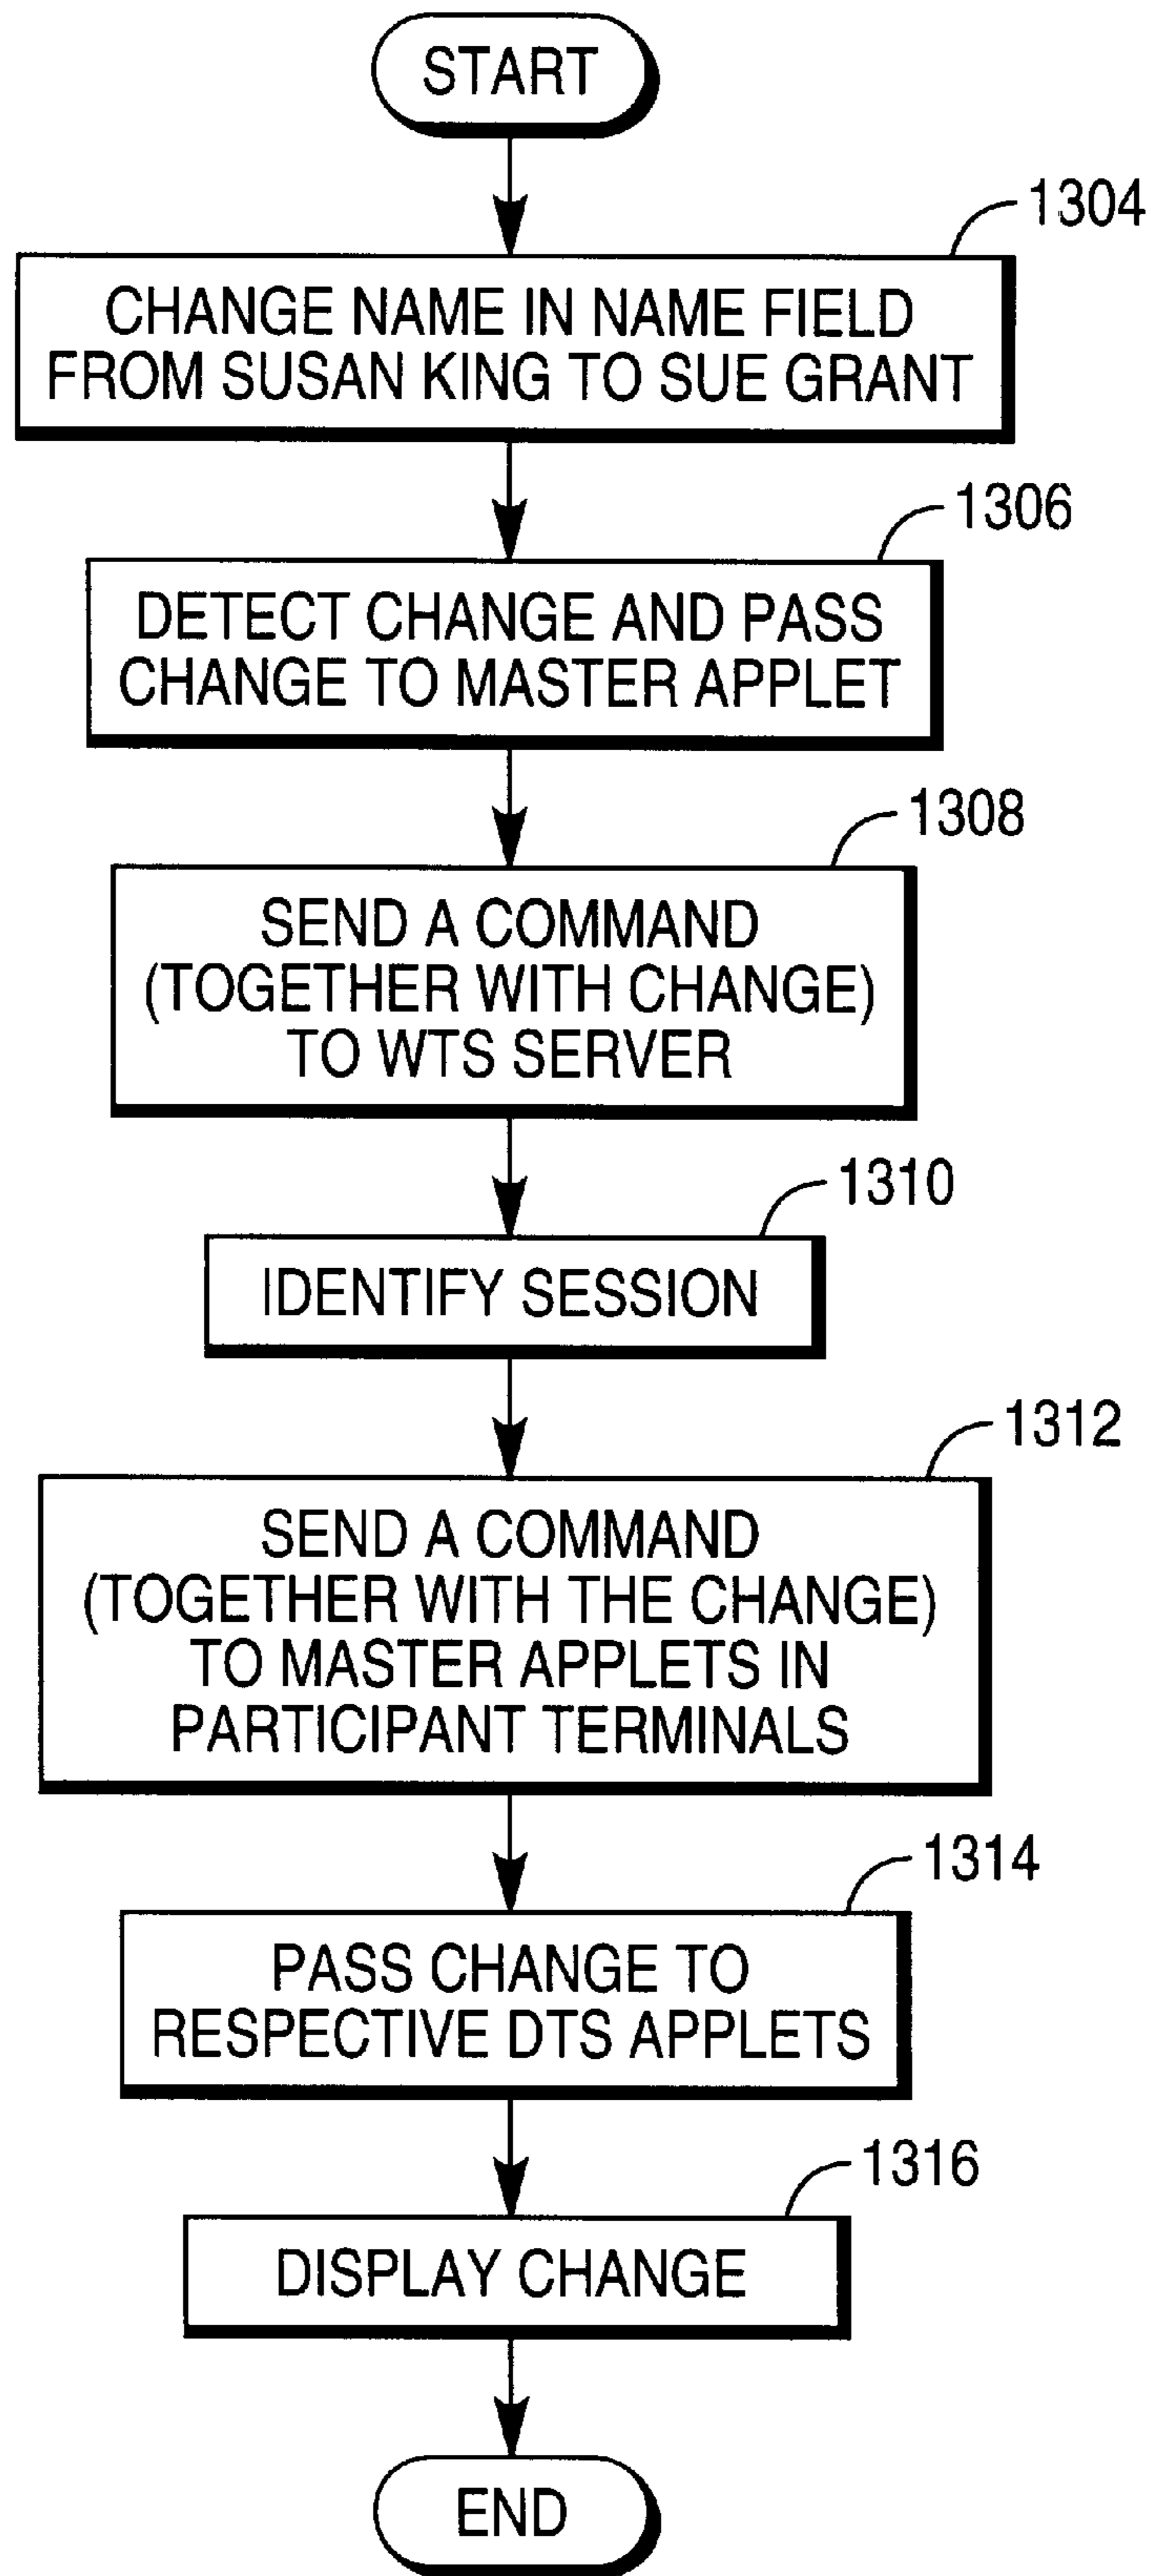 START
1304
CHANGE NAME IN NAME FIELD
FROM SUSAN KING TO SUE GRANT
1306
DETECT CHANGE AND PASS
CHANGE TO MASTER APPLET
1308
SEND A COMMAND
(TOGETHER WITH CHANGE)
TO WTS SERVER
1310
IDENTIFY SESSION
1312
SEND A COMMAND
(TOGETHER WITH THE CHANGE)
TO MASTER APPLETS IN
PARTICIPANT TERMINALS
1314
PASS CHANGE TO
RESPECTIVE DTS APPLETS
1316
DISPLAY CHANGE
END